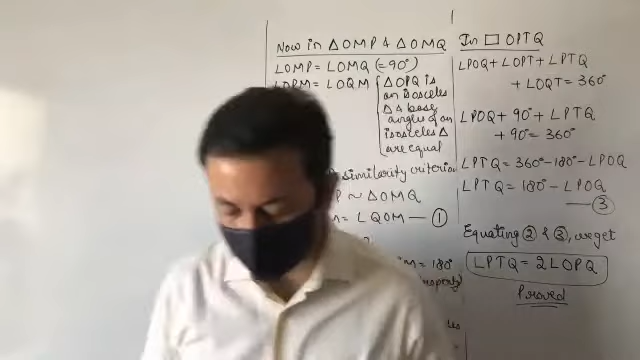 Now in △OMP & △OMQ
∠OMP = ∠OMQ (= 90°)
∠OPM = ∠OQM { △OPQ is
an isosceles
△ & base
angles of an
isosceles △
are equal
similarity criterion
~ △OMQ
= ∠QOM — ①
= 180°
In □ OPTQ
∠POQ + ∠OPT + ∠PTQ
+ ∠OQT = 360°
∠POQ + 90° + ∠PTQ
+ 90° = 360°
∠PTQ = 360° - 180° - ∠POQ
∠PTQ = 180° - ∠POQ
— ③
Equating ② & ③, we get
∠PTQ = 2∠OPQ
Proved